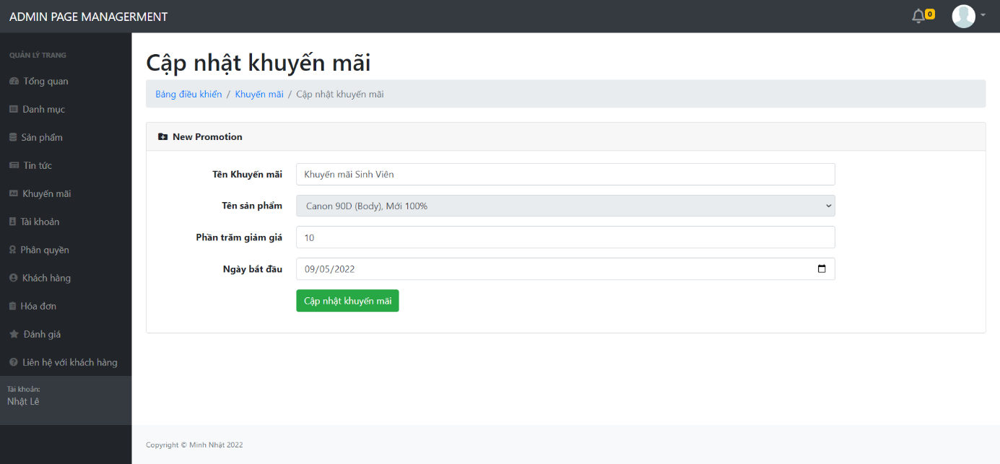 ADMIN PAGE MANAGERMENT
0
QUẢN LÝ TRANG
Tổng quan
Danh mục
Sản phẩm
Tin tức
Khuyến mãi
Tài khoản
Phân quyền
Khách hàng
Hóa đơn
Đánh giá
Liên hệ với khách hàng
Tài khoản:
Nhật Lê
Cập nhật khuyến mãi
Bảng điều khiển / Khuyến mãi / Cập nhật khuyến mãi
New Promotion
Tên Khuyến mãi Khuyến mãi Sinh Viên
Tên sản phẩm Canon 90D (Body), Mới 100%
Phần trăm giảm giá 10
Ngày bắt đầu 09/05/2022
Cập nhật khuyến mãi
Copyright © Minh Nhật 2022